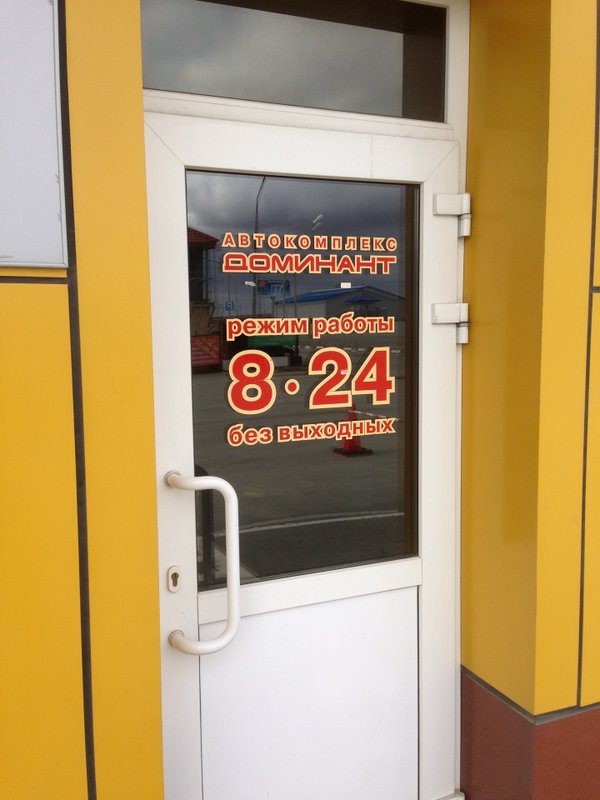 АВТОКОМПЛЕКС
ДОМИНАНТ
режим работы
8·24
без выходных